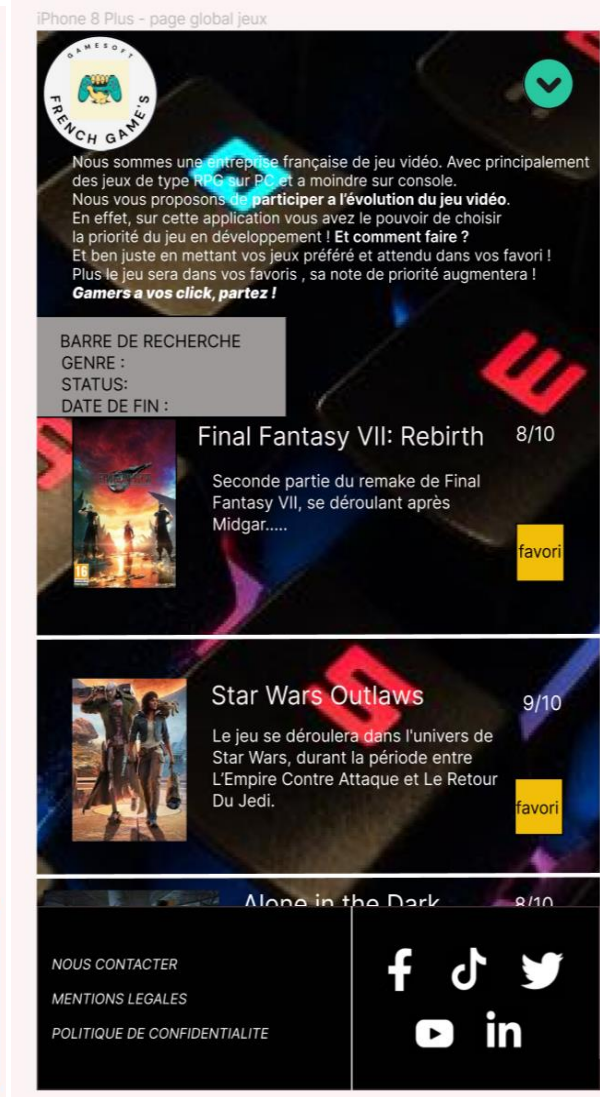 iPhone 8 Plus - page global jeux
GAMESOFT
FRENCH GAME'S
Nous sommes une entreprise française de jeu vidéo. Avec principalement
des jeux de type RPG sur PC et a moindre sur console.
Nous vous proposons de participer a l'évolution du jeu vidéo.
En effet, sur cette application vous avez le pouvoir de choisir
la priorité du jeu en développement ! Et comment faire ?
Et ben juste en mettant vos jeux préféré et attendu dans vos favori !
Plus le jeu sera dans vos favoris , sa note de priorité augmentera !
Gamers a vos click, partez !
BARRE DE RECHERCHE
GENRE :
STATUS:
DATE DE FIN :
Final Fantasy VII: Rebirth 8/10
Seconde partie du remake de Final
Fantasy VII, se déroulant après
Midgar.....
favori
16
Star Wars Outlaws 9/10
Le jeu se déroulera dans l'univers de
Star Wars, durant la période entre
L'Empire Contre Attaque et Le Retour
Du Jedi.
favori
Alone in the Dark 8/10
NOUS CONTACTER
MENTIONS LEGALES
POLITIQUE DE CONFIDENTIALITE